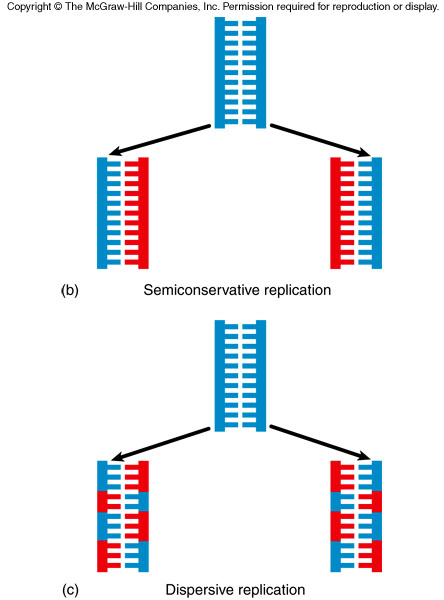 Copyright © The McGraw-Hill Companies, Inc. Permission required for reproduction or display.
(b) Semiconservative replication
(c) Dispersive replication